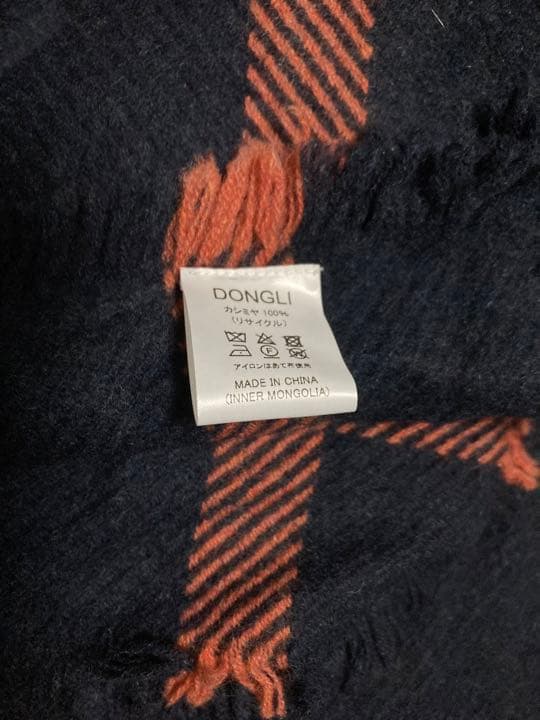 DONGLI
カシミヤ 100%
(リサイクル)
F
アイロンはあて布使用
MADE IN CHINA
(INNER MONGOLIA)